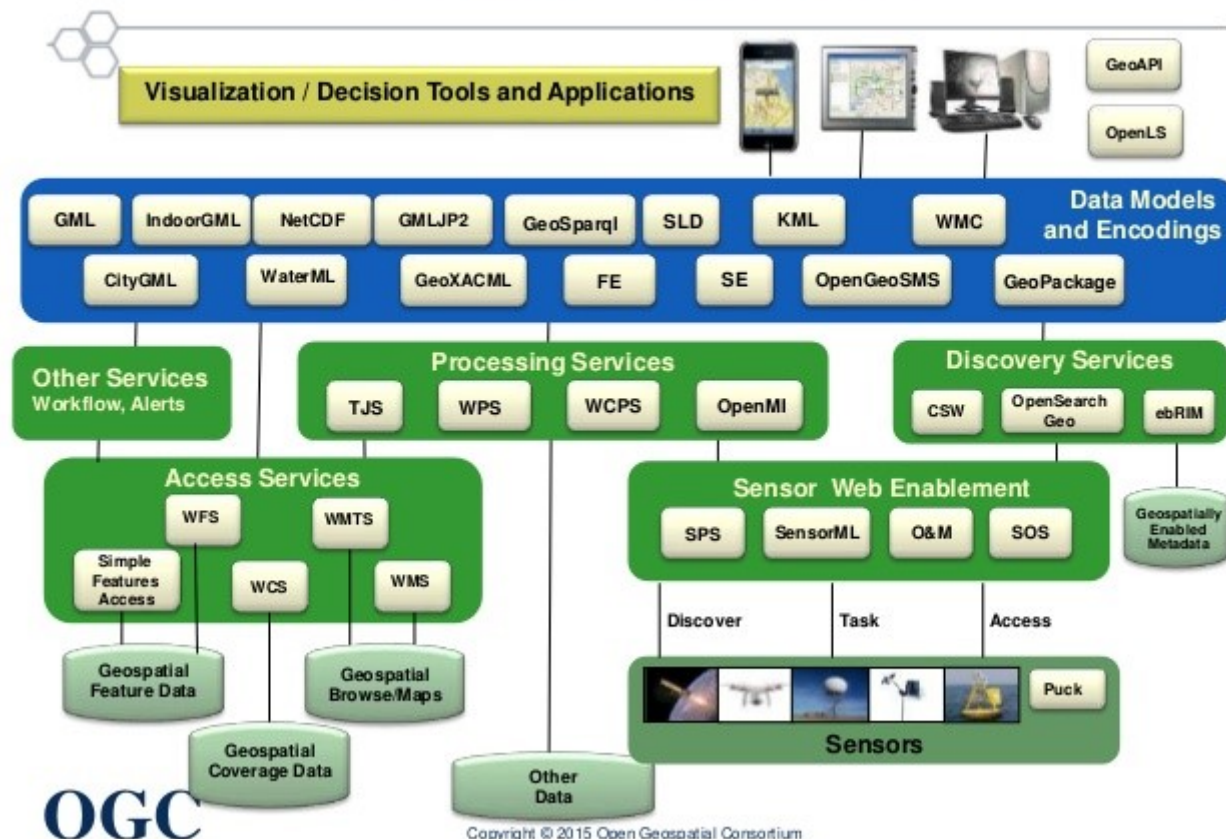 Visualization / Decision Tools and Applications
GeoAPI
OpenLS
Data Models
and Encodings
GML
IndoorGML
NetCDF
GMLJP2
GeoSparql
SLD
KML
WMC
CityGML
WaterML
GeoXACML
FE
SE
OpenGeoSMS
GeoPackage
Other Services
Workflow, Alerts
Processing Services
TJS
WPS
WCPS
OpenMI
Discovery Services
CSW
OpenSearch
Geo
ebRIM
Access Services
WFS
WMTS
Simple
Features
Access
WCS
WMS
Sensor Web Enablement
SPS
SensorML
O&M
SOS
Geospatially
Enabled
Metadata
Discover
Task
Access
Geospatial
Feature Data
Geospatial
Browse/Maps
Puck
Sensors
Geospatial
Coverage Data
Other
Data
OGC
Copyright © 2015 Open Geospatial Consortium